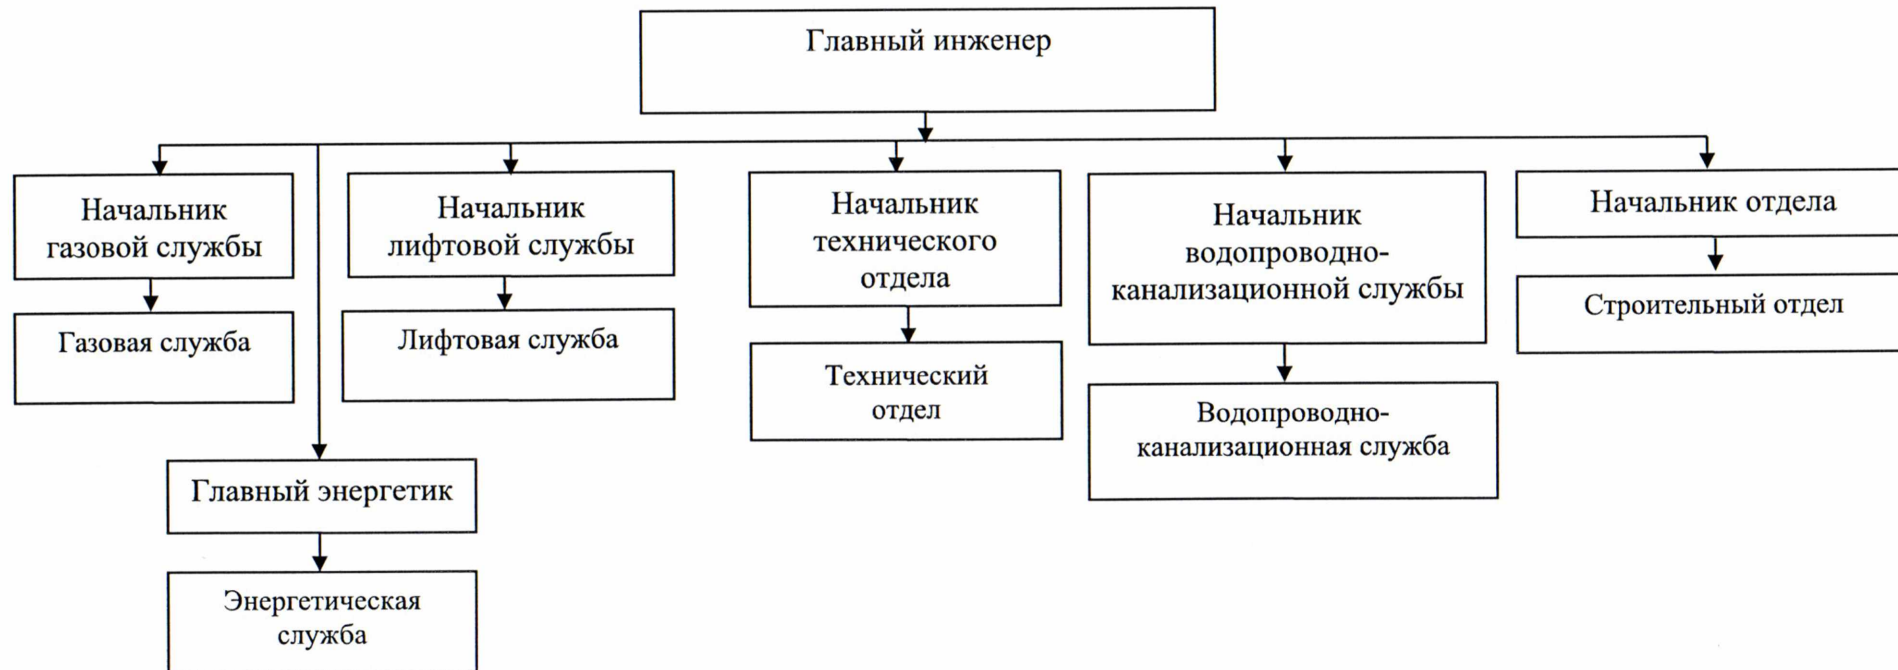 Главный инженер
Начальник
газовой службы
Начальник
лифтовой службы
Начальник
технического
отдела
Начальник
водопроводно-
канализационной службы
Начальник отдела
Газовая служба
Лифтовая служба
Технический
отдел
Водопроводно-
канализационная служба
Строительный отдел
Главный энергетик
Энергетическая
служба